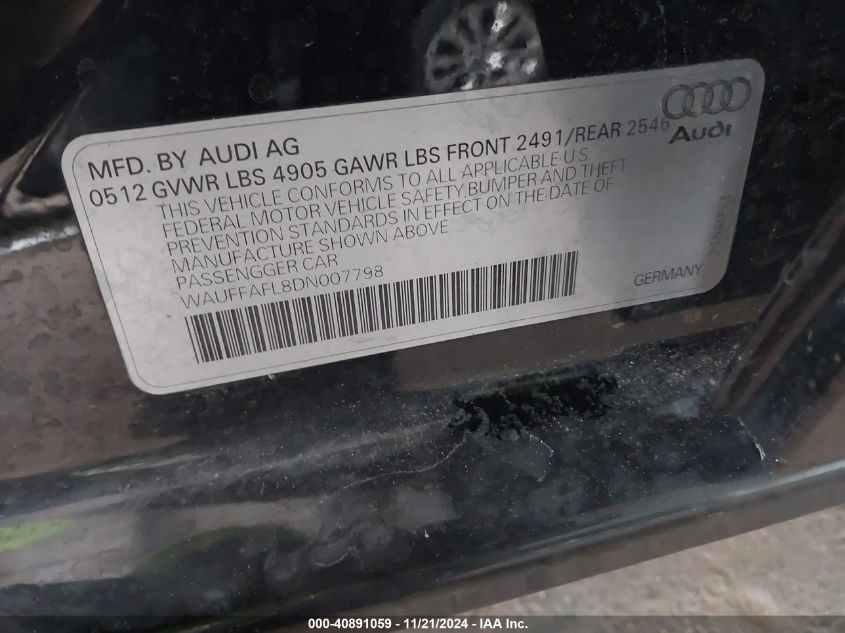 MFD. BY AUDI AG
0512 GVWR LBS 4905 GAWR LBS FRONT 2491/REAR 2546
Audi
THIS VEHICLE CONFORMS TO ALL APPLICABLE U S
FEDERAL MOTOR VEHICLE SAFETY BUMPER AND THEFT
PREVENTION STANDARDS IN EFFECT ON THE DATE OF
MANUFACTURE SHOWN ABOVE
PASSENGGER CAR
WAUFFAFL8DN007798
GERMANY
000-40891059 - 11/21/2024 - IAA Inc.